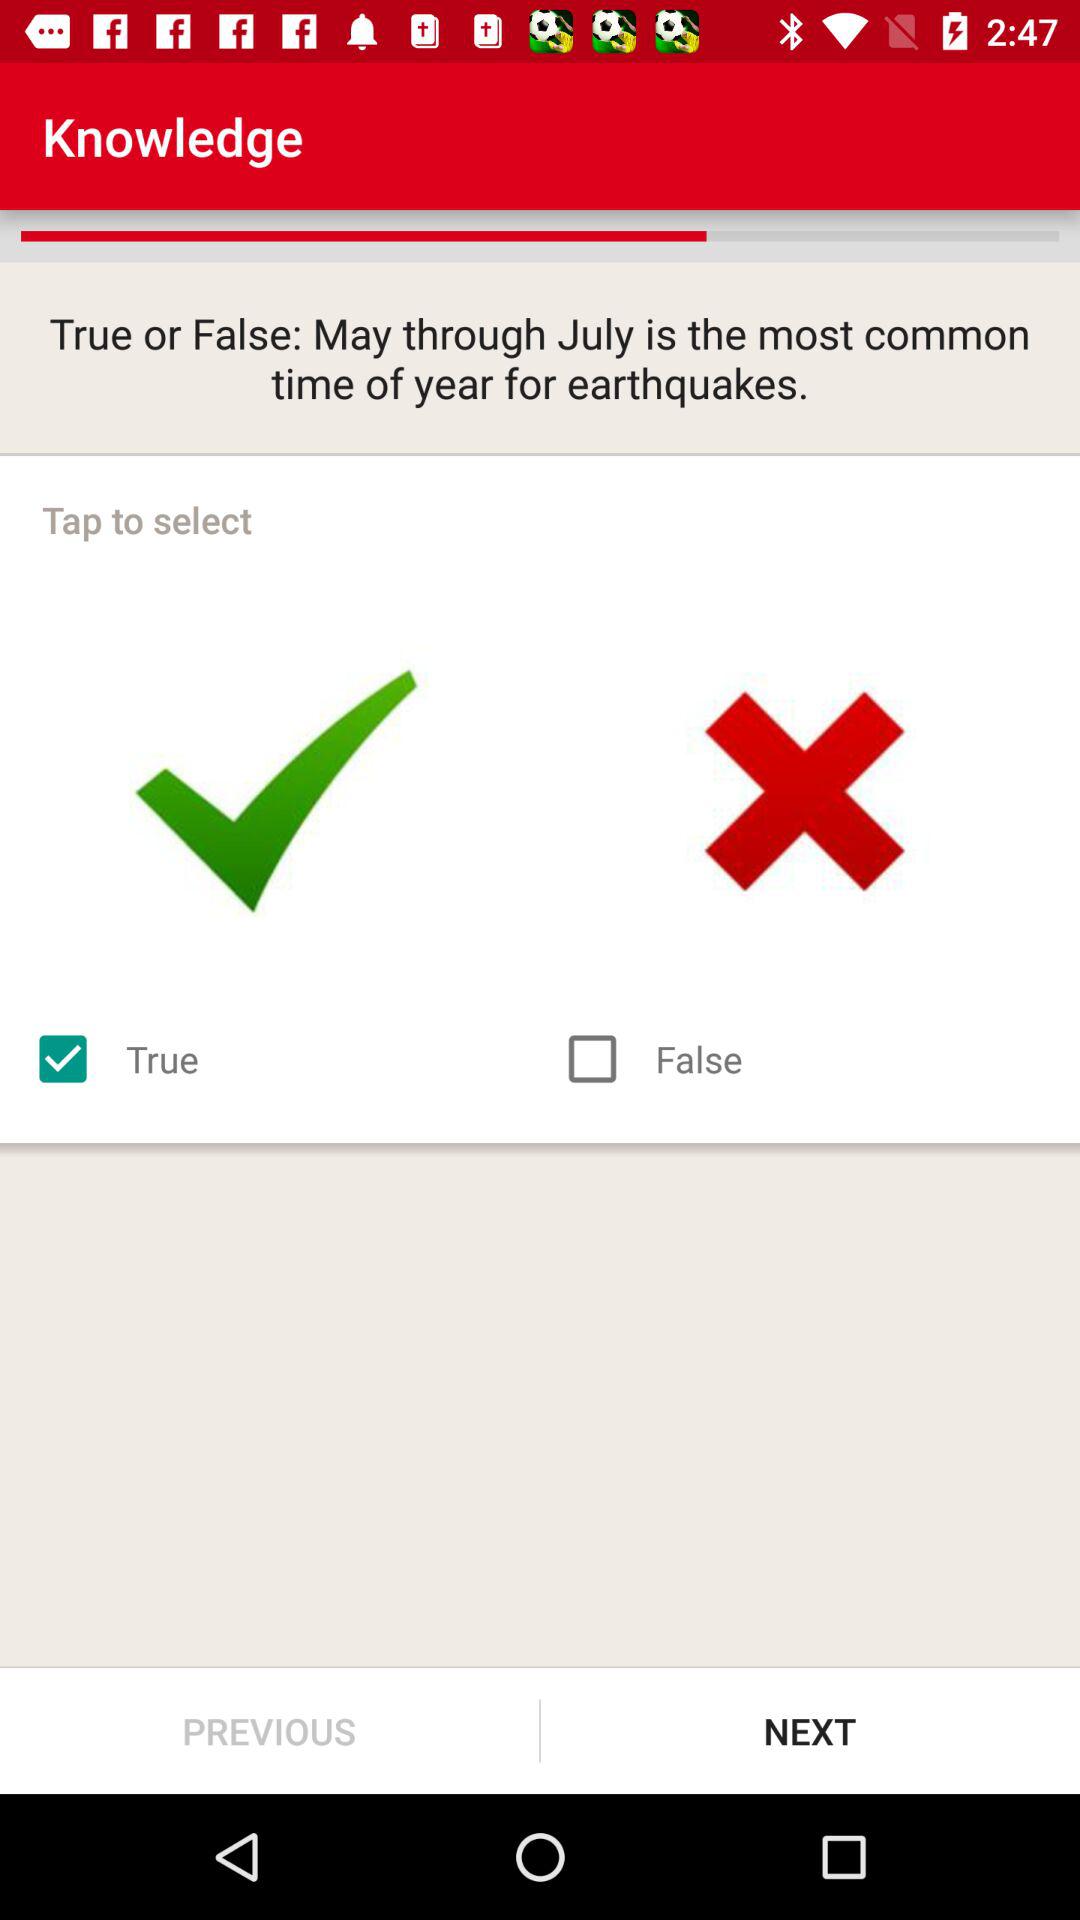 2:47
Knowledge
True or False: May through July is the most common
time of year for earthquakes.
Tap to select
True
False
PREVIOUS
NEXT